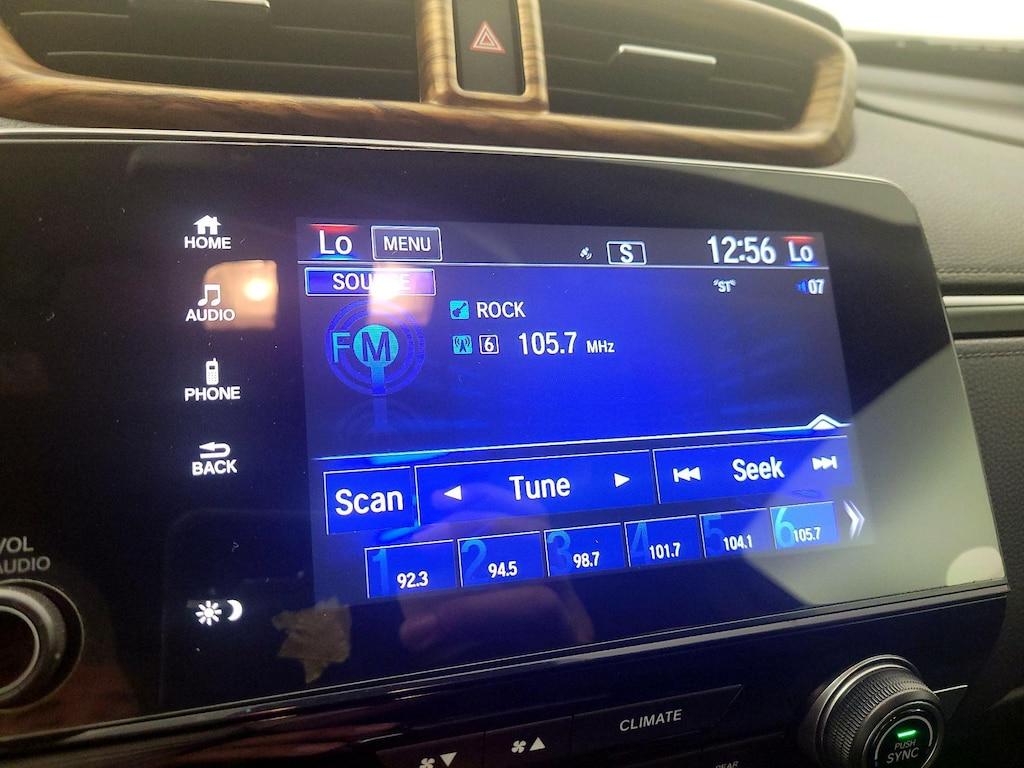 HOME
AUDIO
PHONE
BACK
Lo MENU S 12:56 Lo
SOURCE "ST" 07
FM
ROCK
6 105.7 MHz
Scan Tune Seek
1 92.3 2 94.5 3 98.7 4 101.7 5 104.1 6 105.7
VOL
AUDIO
CLIMATE
PUSH
SYNC
REAR